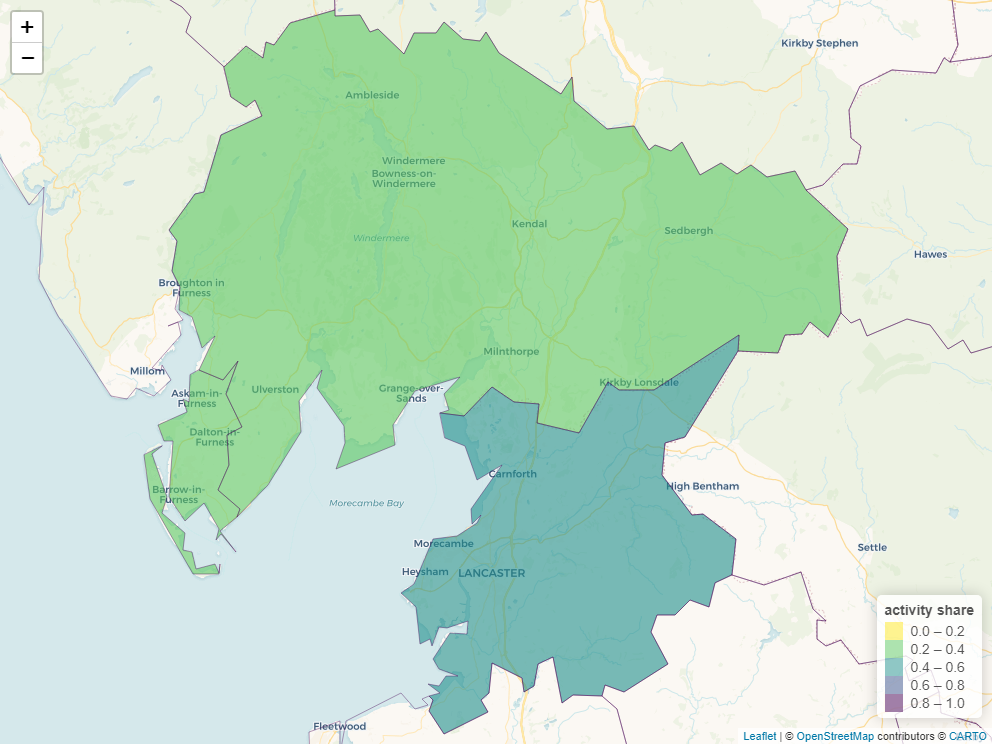 +
−
Kirkby Stephen
Ambleside
Windermere
Bowness-on-
Windermere
Kendal
Sedbergh
Windermere
Hawes
Broughton in
Furness
Milnthorpe
Millom
Kirkby Lonsdale
Ulverston
Grange-over-
Sands
Askam-in-
Furness
Dalton-in-
Furness
Carnforth
High Bentham
Barrow-in-
Furness
Morecambe Bay
Morecambe
Settle
Heysham
LANCASTER
activity share
0.0 – 0.2
0.2 – 0.4
0.4 – 0.6
0.6 – 0.8
0.8 – 1.0
Fleetwood
Leaflet | © OpenStreetMap contributors © CARTO